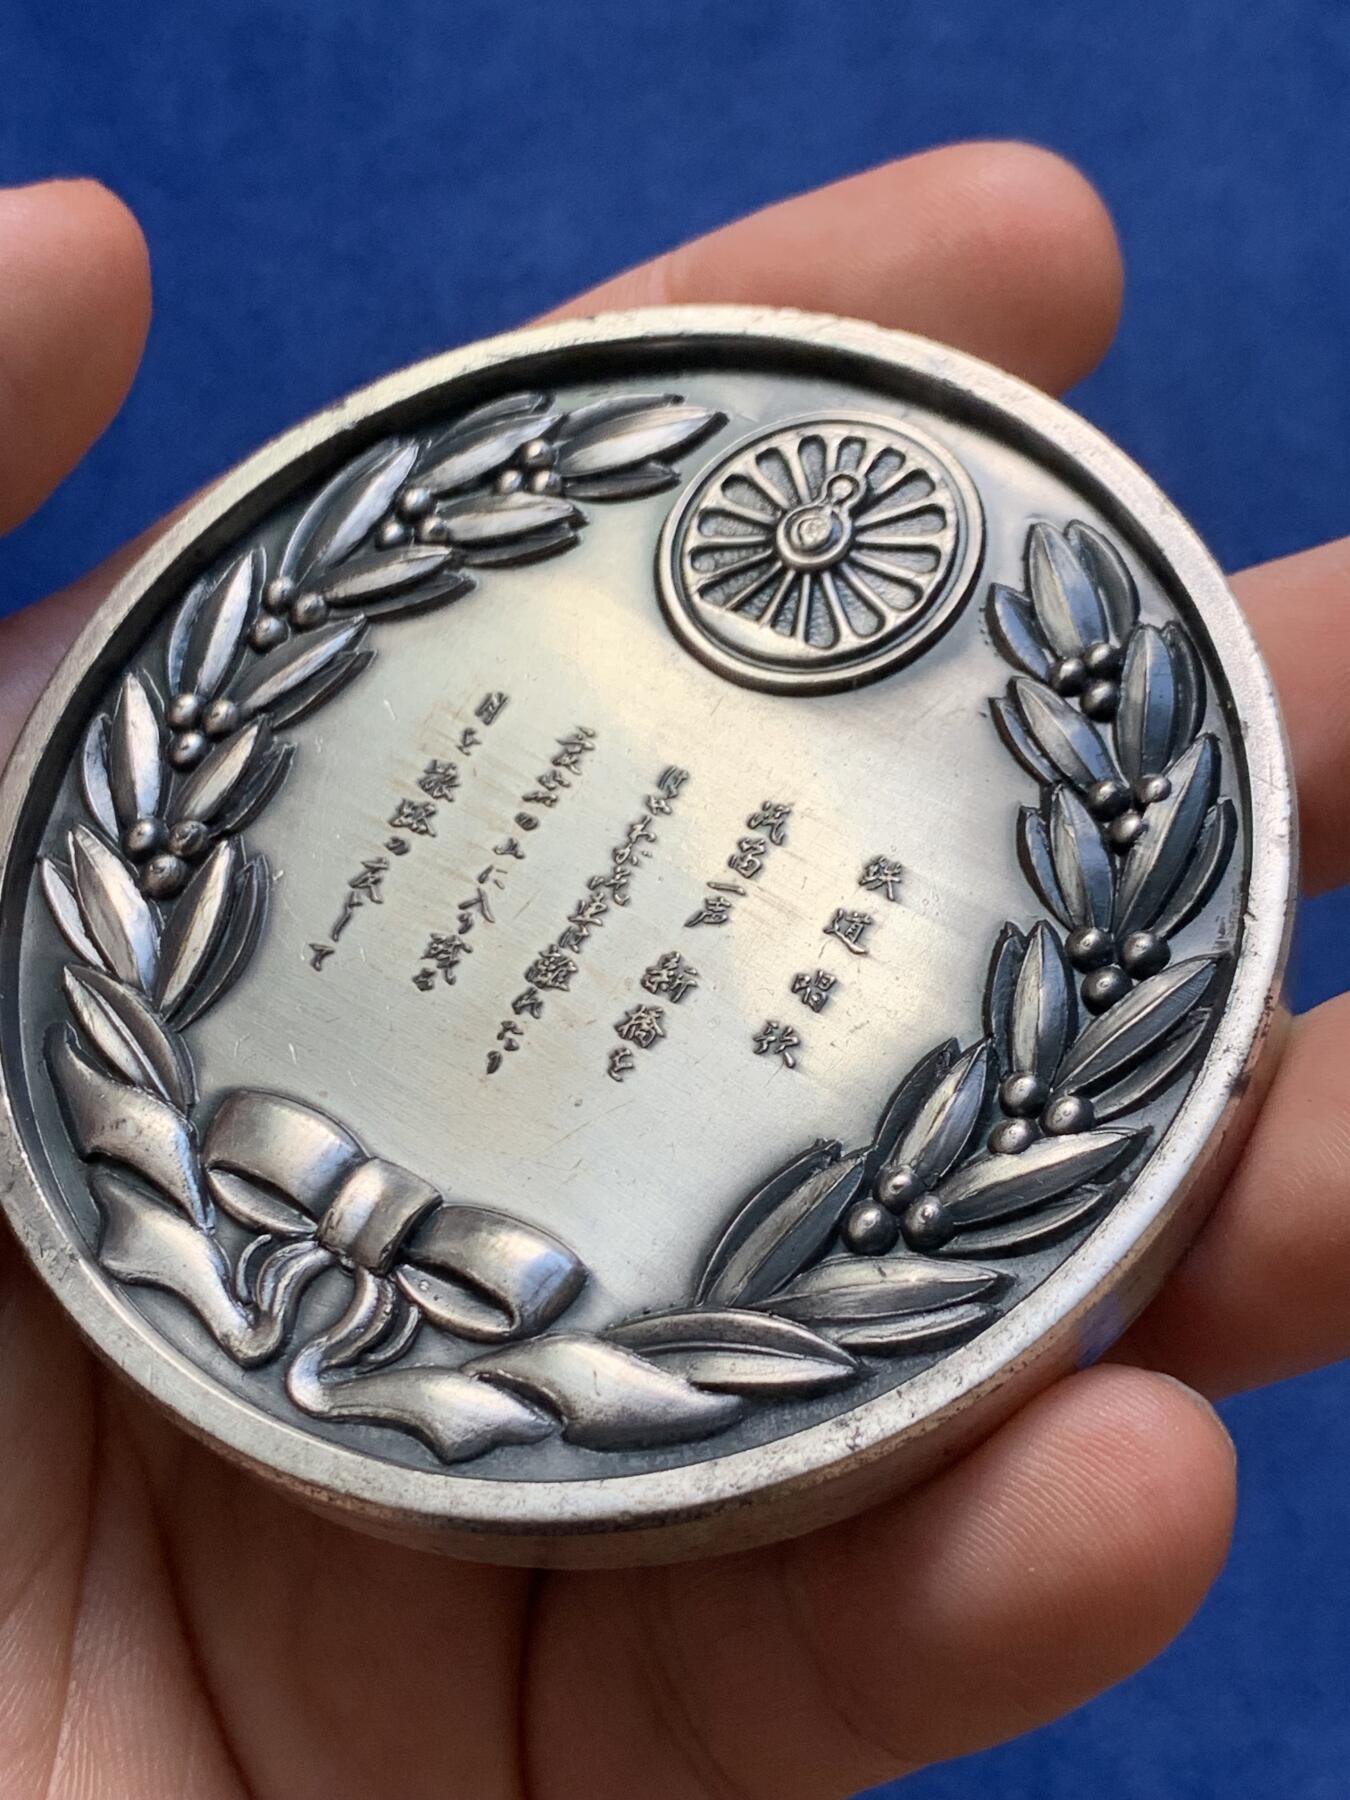 鉄道唱歌
汽笛一声 新橋を
はや我汽車は離れたり
愛宕の山に入り残る
月を旅路の友として